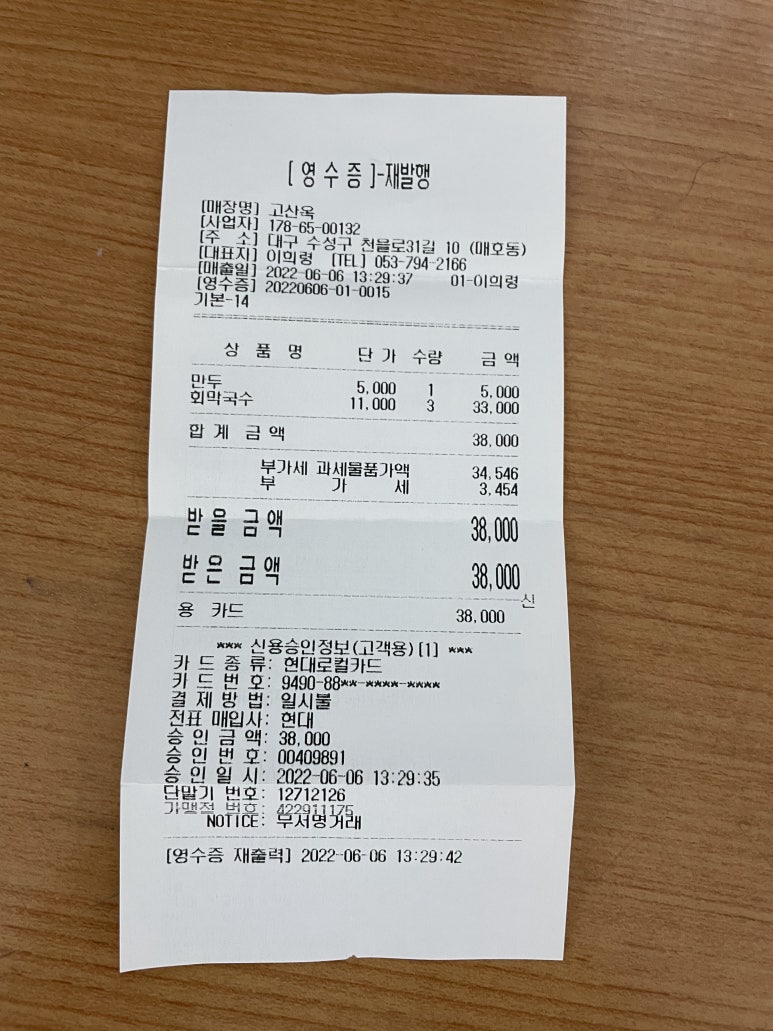 [ 영 수 증 ]-재발행
[매장명] 고산옥
[사업자] 178-65-00132
[주 소] 대구 수성구 천을로31길 10 (매호동)
[대표자] 이희령 [TEL] 053-794-2166
[매출일] 2022-06-06 13:29:37 01-이희령
[영수증] 20220606-01-0015
기본-14
상 품 명 단 가 수량 금 액
만두 5,000 1 5,000
회막국수 11,000 3 33,000
합 계 금 액 38,000
부가세 과세물품가액 34,546
부 가 세 3,454
받 을 금 액 38,000
받 은 금 액 38,000
신
용 카드 38,000
*** 신용승인정보(고객용)[1] ***
카 드 종 류: 현대로컬카드
카 드 번 호: 9490-88**-****-****
결 제 방 법: 일시불
전표 매입사: 현대
승 인 금 액: 38,000
승 인 번 호: 00409891
승 인 일 시: 2022-06-06 13:29:35
단말기 번호: 12712126
가맹점 번호: 422911175
NOTICE: 무서명거래
[영수증 재출력] 2022-06-06 13:29:42